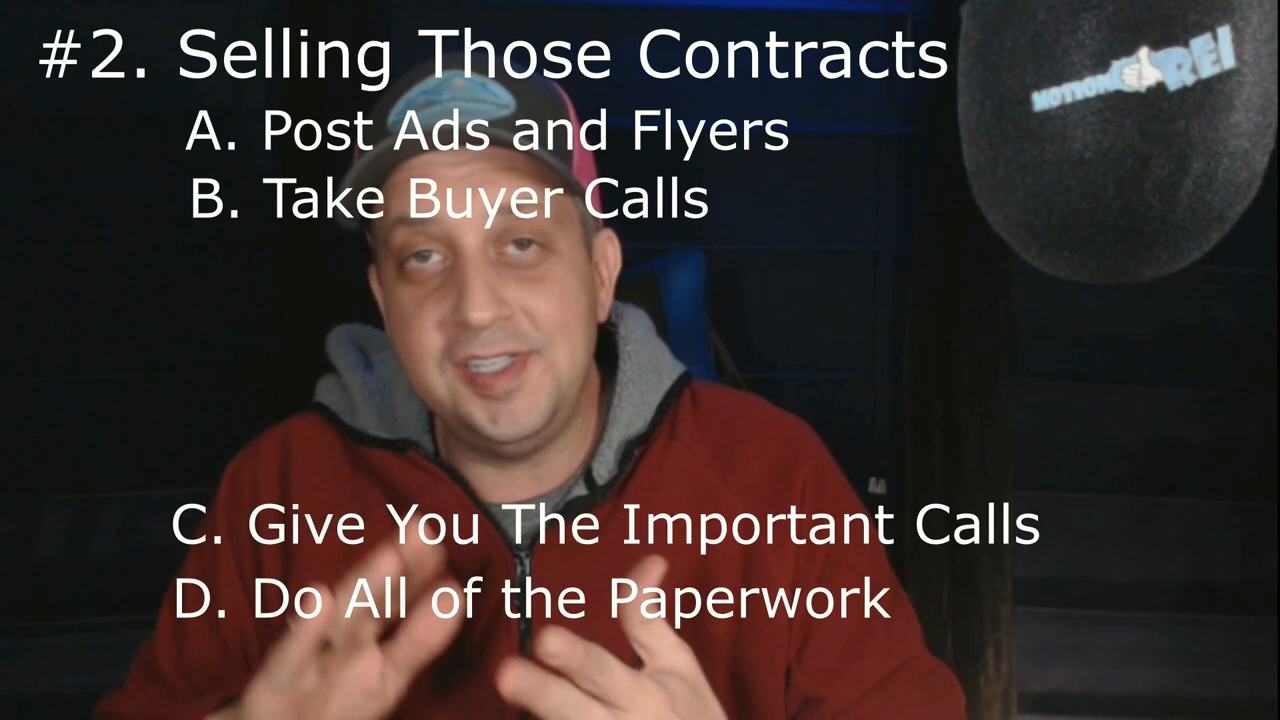 #2. Selling Those Contracts
MOTION REI
A. Post Ads and Flyers
B. Take Buyer Calls
C. Give You The Important Calls
D. Do All of the Paperwork